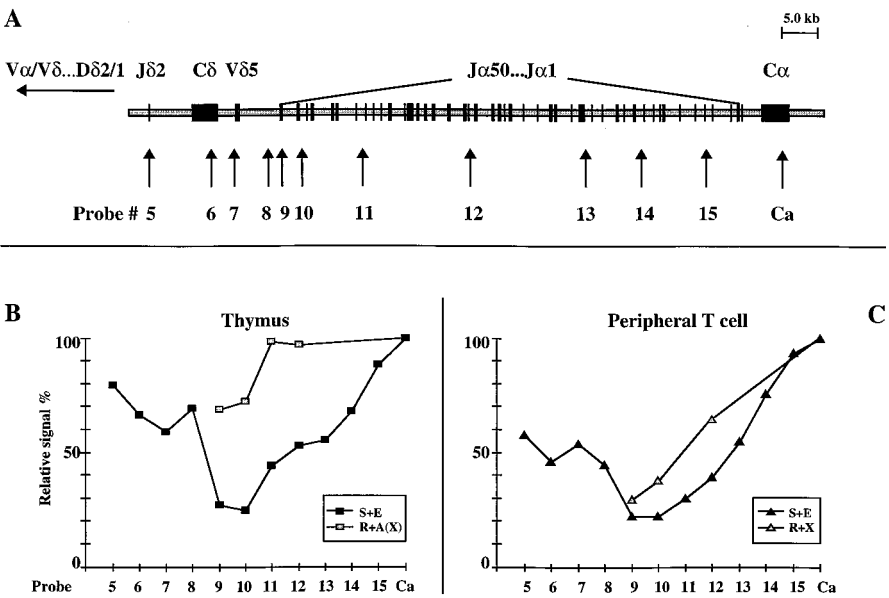 A
5.0 kb
Vα/Vδ...Dδ2/1 Jδ2 Cδ Vδ5 Jα50...Jα1 Cα
Probe # 5 6 7 8 9 10 11 12 13 14 15 Ca
B
Thymus
Relative signal %
100
50
0
S+E
R+A(X)
Probe 5 6 7 8 9 10 11 12 13 14 15 Ca
C
Peripheral T cell
100
50
0
S+E
R+X
5 6 7 8 9 10 11 12 13 14 15 Ca